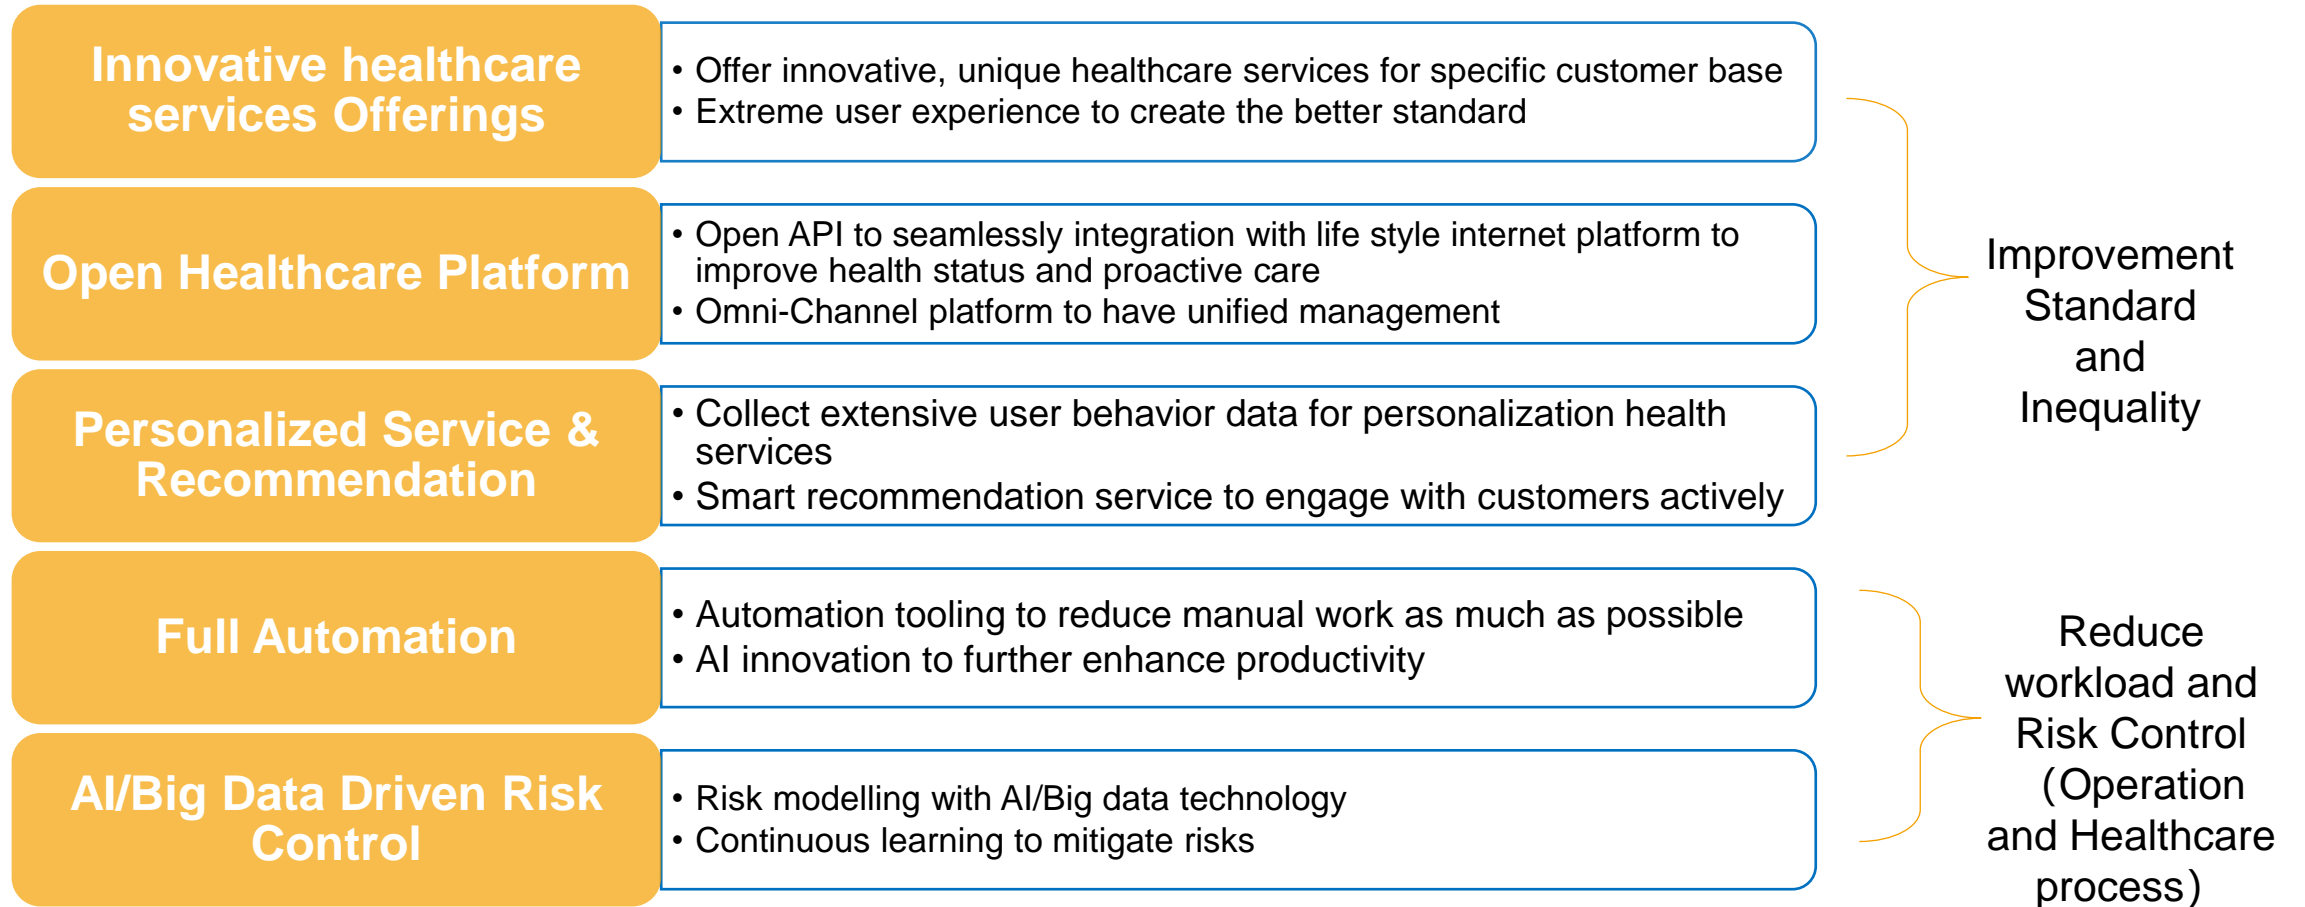 Innovative healthcare
services Offerings
• Offer innovative, unique healthcare services for specific customer base
• Extreme user experience to create the better standard
Open Healthcare Platform
• Open API to seamlessly integration with life style internet platform to
improve health status and proactive care
• Omni-Channel platform to have unified management
Personalized Service &
Recommendation
• Collect extensive user behavior data for personalization health
services
• Smart recommendation service to engage with customers actively
Improvement
Standard
and
Inequality
Full Automation
• Automation tooling to reduce manual work as much as possible
• AI innovation to further enhance productivity
AI/Big Data Driven Risk
Control
• Risk modelling with AI/Big data technology
• Continuous learning to mitigate risks
Reduce
workload and
Risk Control
(Operation
and Healthcare
process)